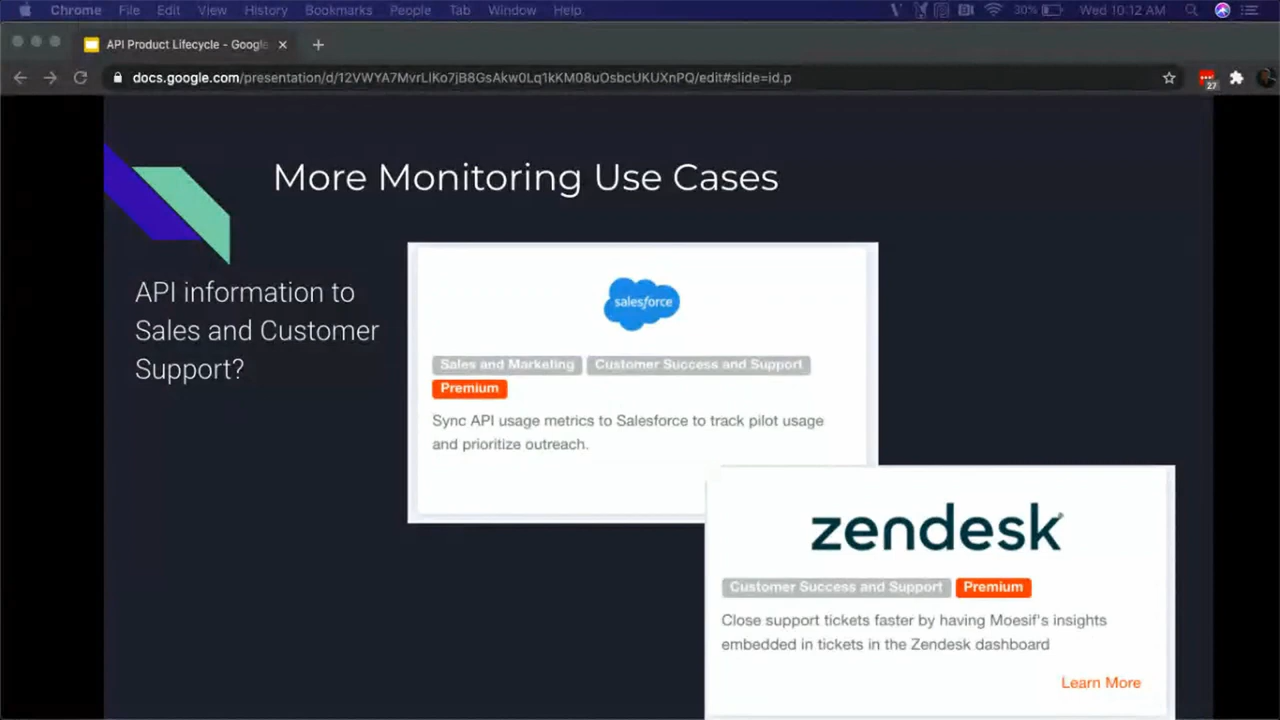 Chrome File Edit View History Bookmarks People Tab Window Help 30% Wed 10:12 AM
API Product Lifecycle - Google
docs.google.com/presentation/d/12VWYA7MvrLlKo7jB8GsAkw0Lq1kKM08uOsbcUKUXnPQ/edit#slide=id.p
27
More Monitoring Use Cases
API information to
Sales and Customer
Support?
salesforce
Sales and Marketing Customer Success and Support
Premium
Sync API usage metrics to Salesforce to track pilot usage
and prioritize outreach.
zendesk
Customer Success and Support Premium
Close support tickets faster by having Moesif's insights
embedded in tickets in the Zendesk dashboard
Learn More